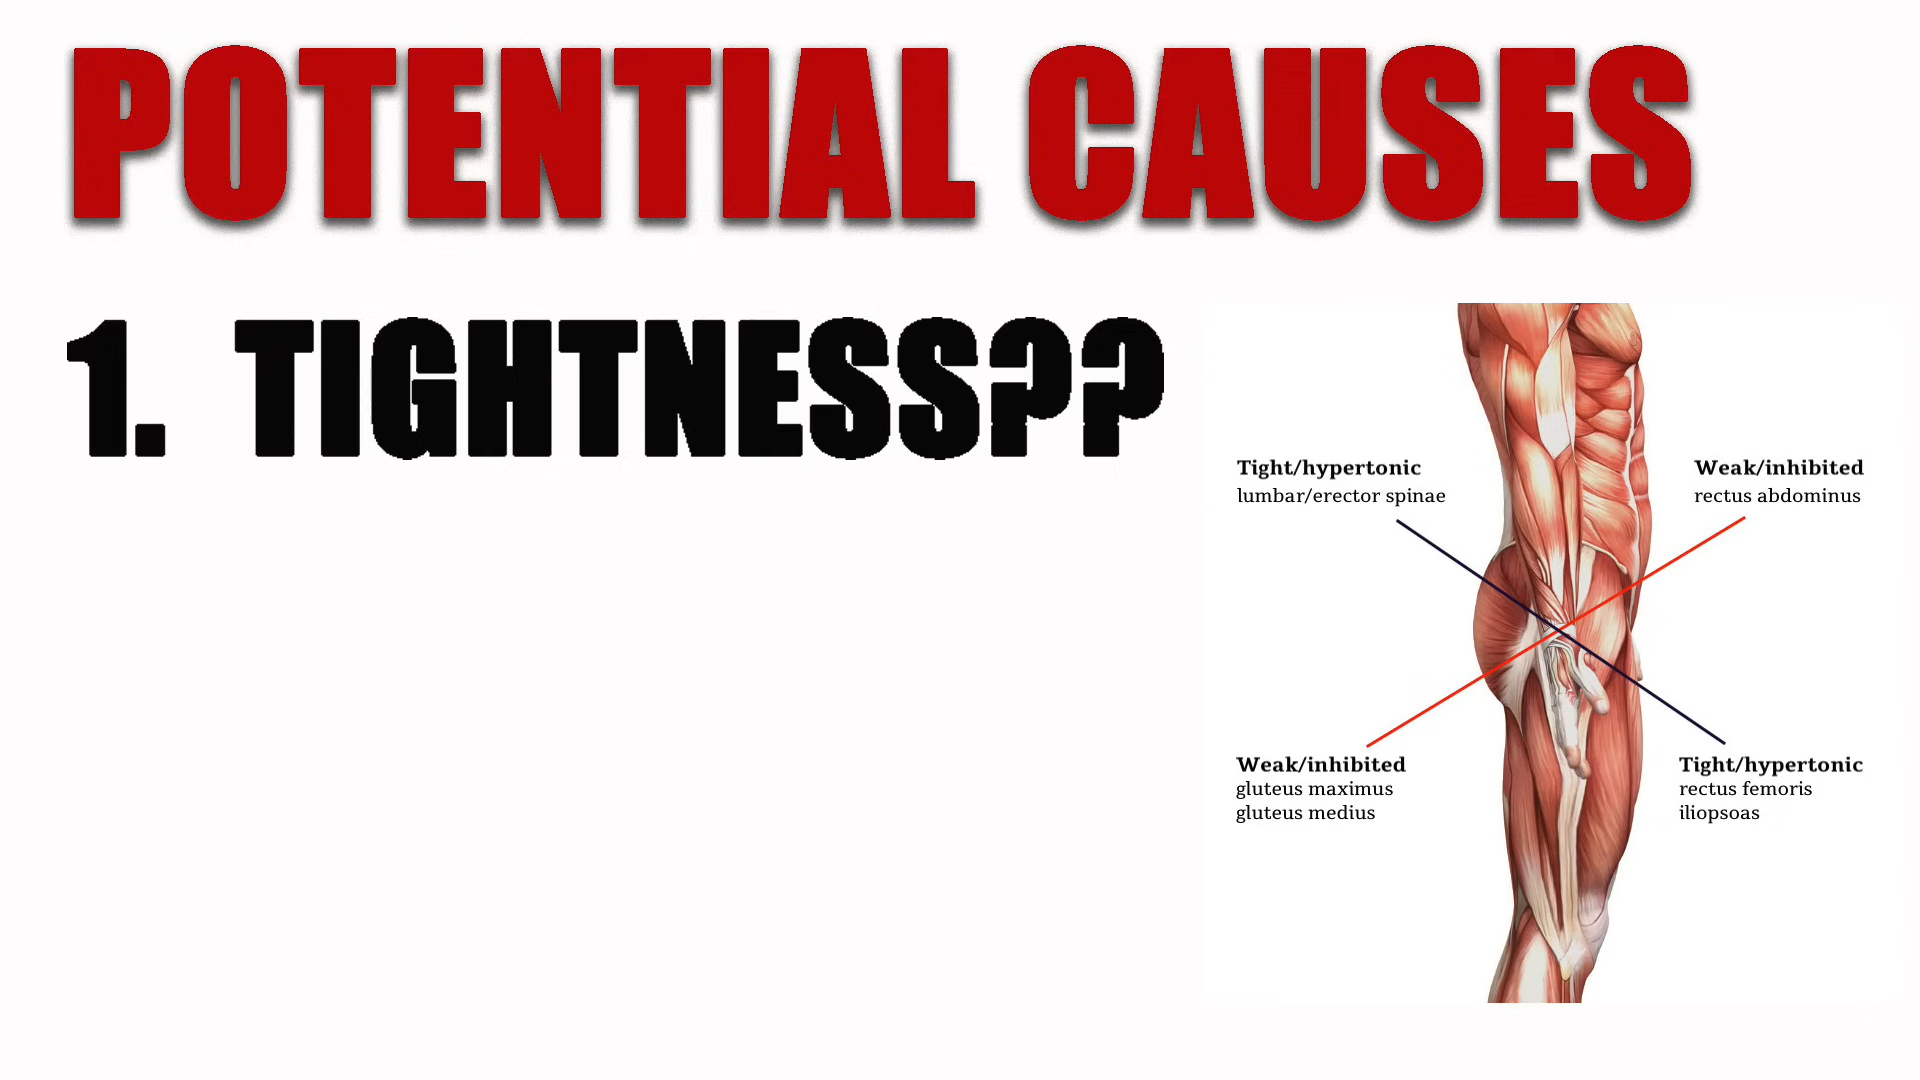 POTENTIAL CAUSES
1. TIGHTNESS??
Tight/hypertonic
lumbar/erector spinae
Weak/inhibited
rectus abdominus
Weak/inhibited
gluteus maximus
gluteus medius
Tight/hypertonic
rectus femoris
iliopsoas